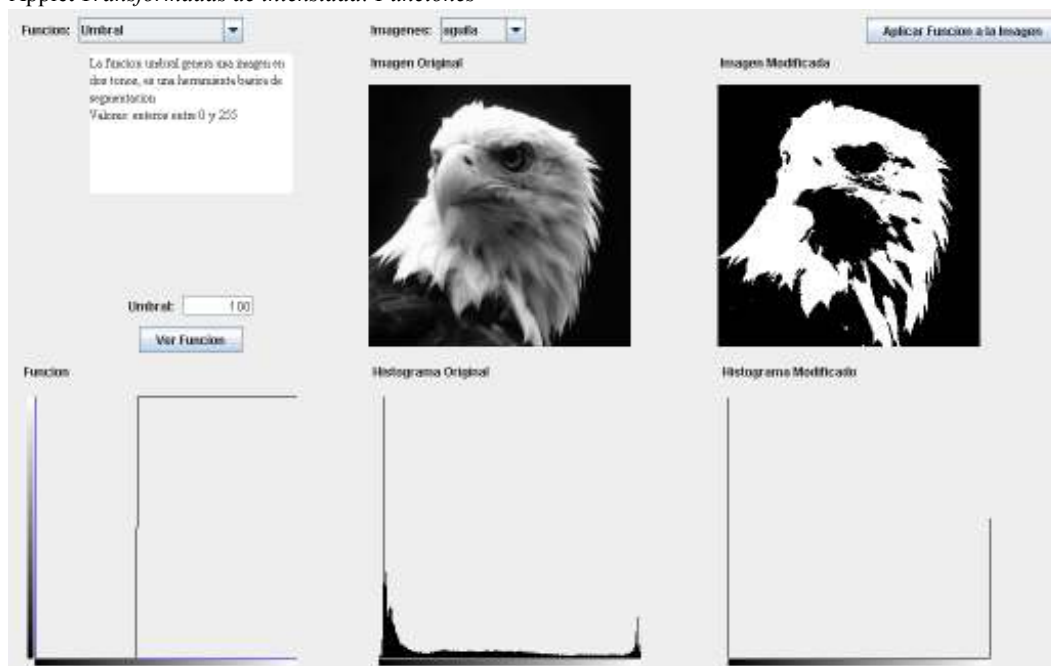 Applet Transformadas de intensidad: Funciones
Funcion: Umbral
Imagenes: aguila
Aplicar Funcion a la Imagen
La funcion umbral genera una imagen en
dos tonos, es una herramienta basica de
segmentacion
Valores: enteros entre 0 y 255
Imagen Original
Imagen Modificada
Umbral: 100
Ver Funcion
Funcion
Histograma Original
Histograma Modificado